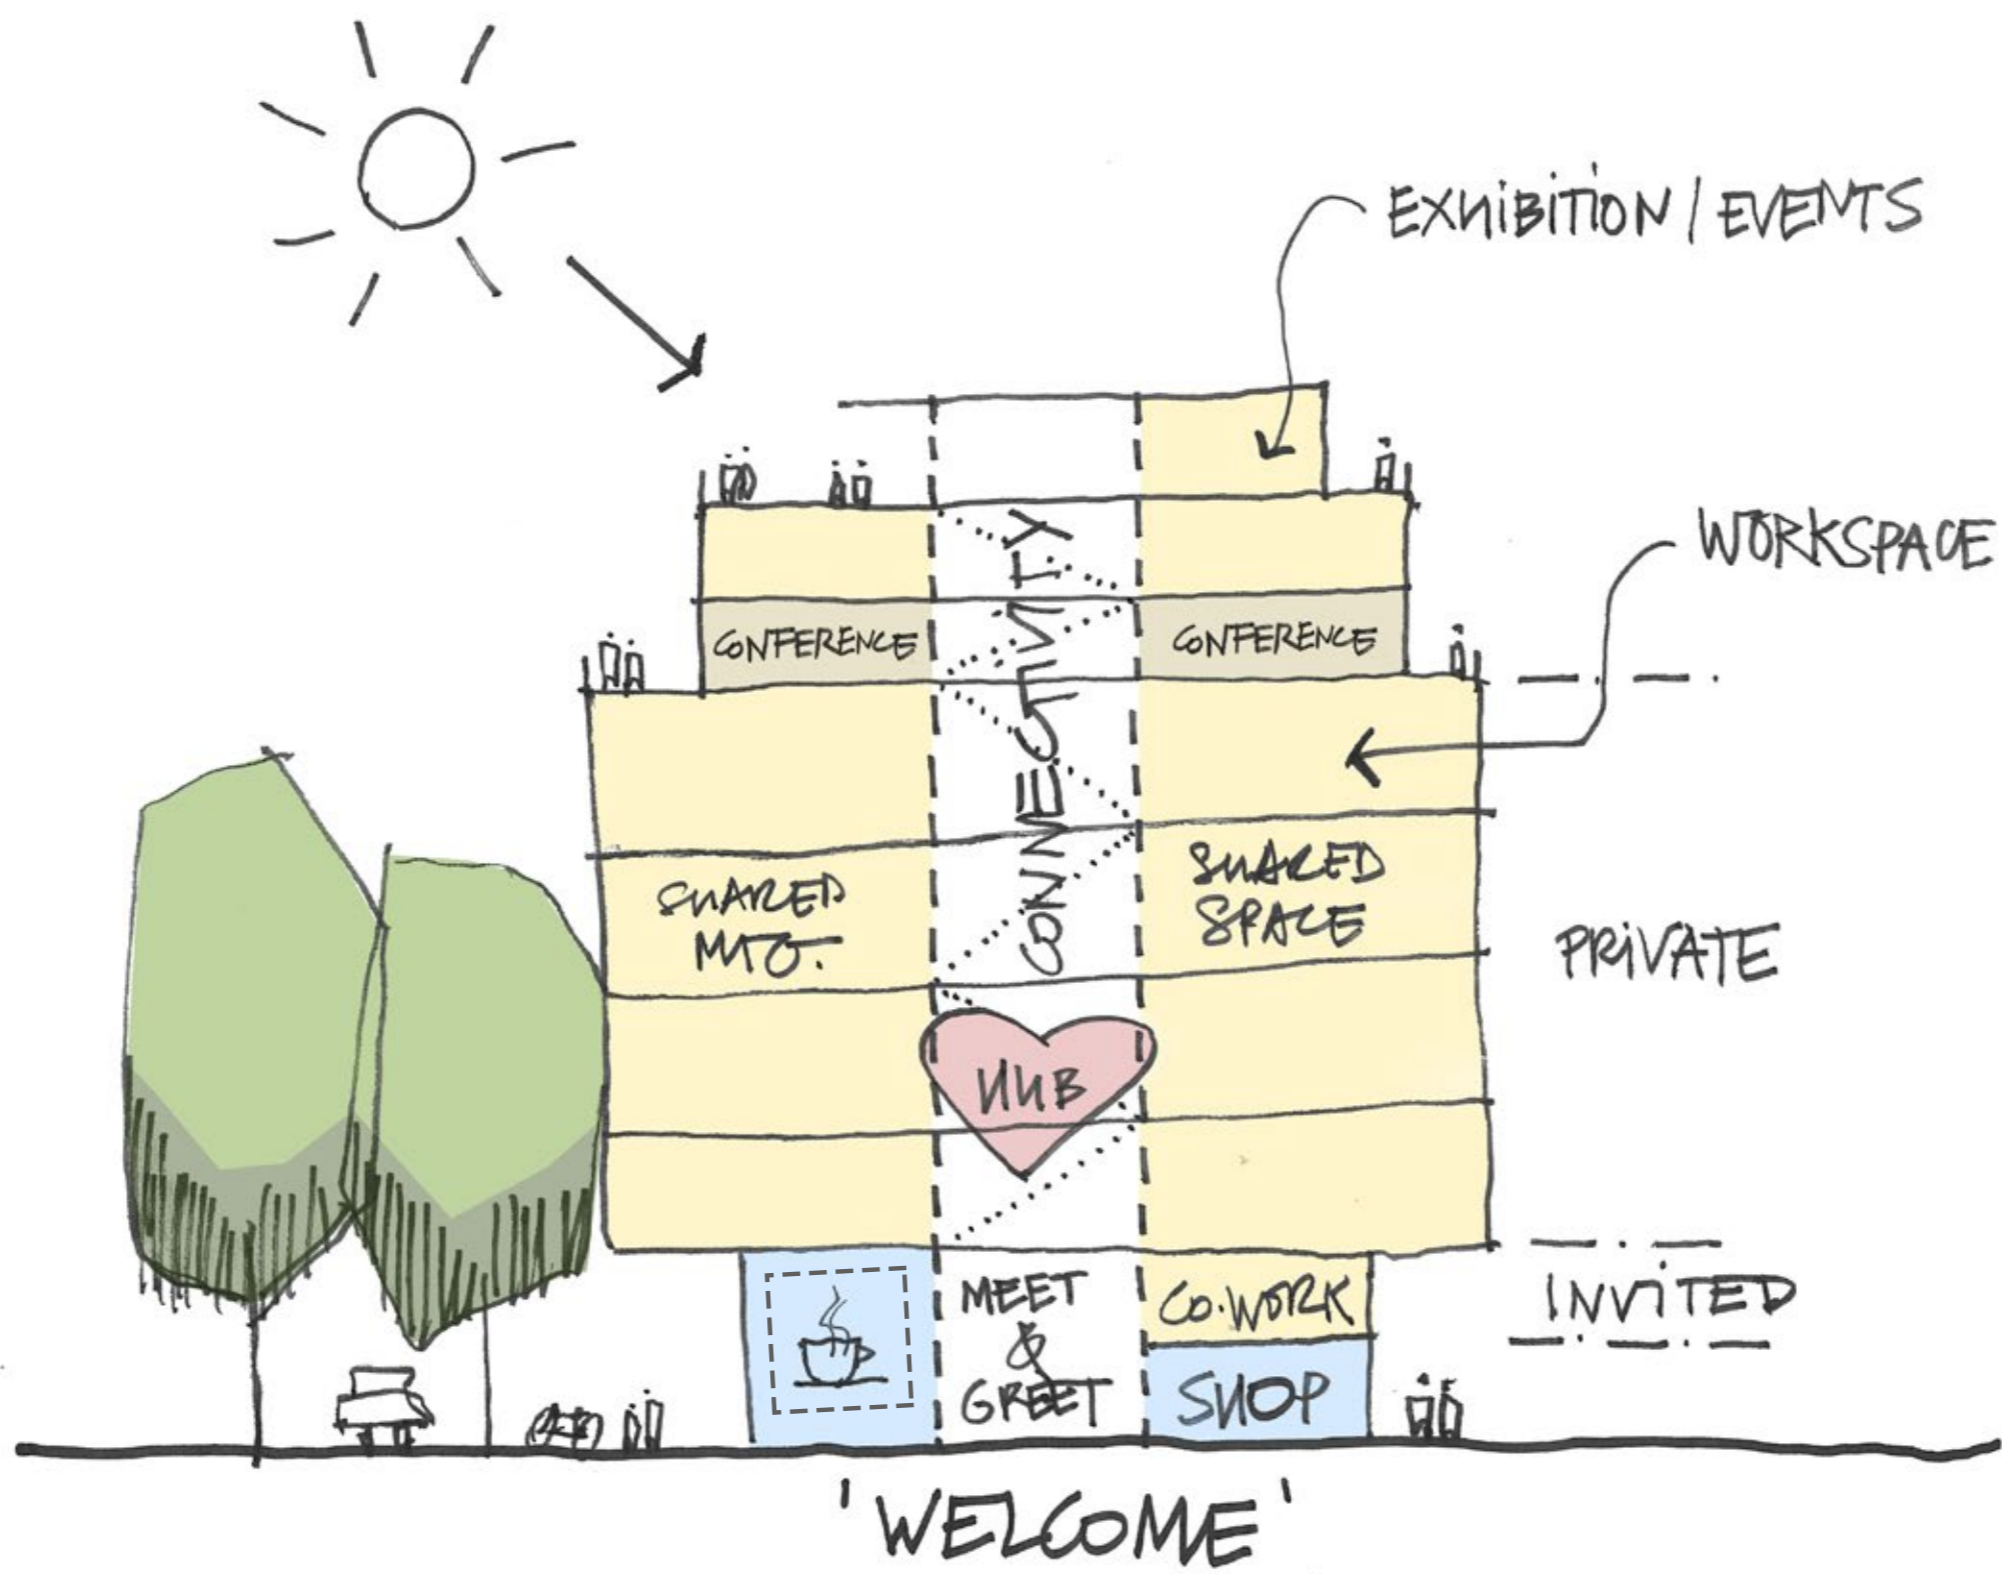 EXHIBITION / EVENTS
WORKSPACE
CONFERENCE
CONFERENCE
CONNECTIVITY
SHARED
MTG.
SHARED
SPACE
PRIVATE
HUB
MEET
&
GREET
CO.WORK
INVITED
SHOP
'WELCOME'